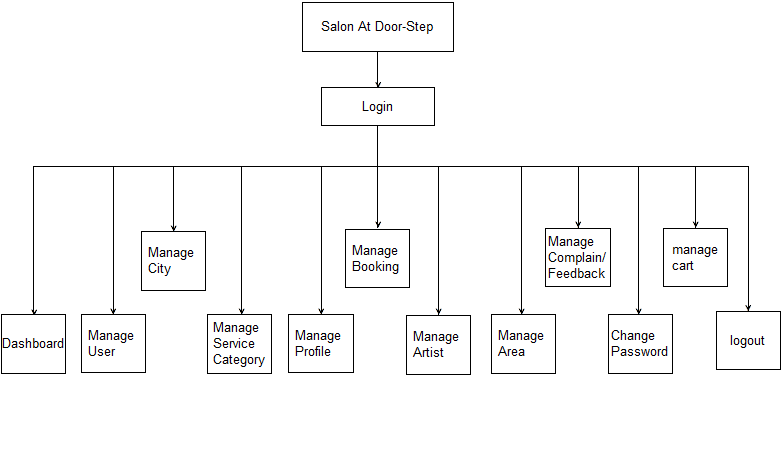 Salon At Door-Step
Login
Manage
City
Manage
Booking
Manage
Complain/
Feedback
manage
cart
Dashboard
Manage
User
Manage
Service
Category
Manage
Profile
Manage
Artist
Manage
Area
Change
Password
logout